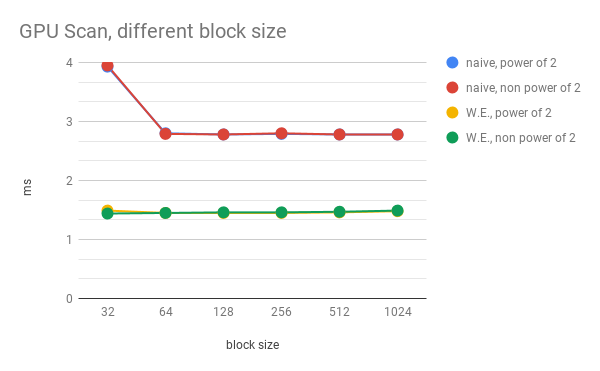 GPU Scan, different block size
4
3
2
1
0
ms
32 64 128 256 512 1024
block size
naive, power of 2
naive, non power of 2
W.E., power of 2
W.E., non power of 2